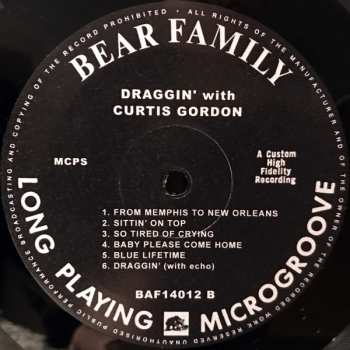 ALL RIGHTS OF THE MANUFACTURER AND OF THE OWNER OF THE RECORDED WORK RESERVED UNAUTHORISED PUBLIC PERFORMANCE BROADCASTING AND COPYING OF THE RECORD PROHIBITED
BEAR FAMILY
DRAGGIN' with
CURTIS GORDON
MCPS
A Custom
High
Fidelity
Recording
1. FROM MEMPHIS TO NEW ORLEANS
2. SITTIN' ON TOP
3. SO TIRED OF CRYING
4. BABY PLEASE COME HOME
5. BLUE LIFETIME
6. DRAGGIN' (with echo)
BAF14012 B
LONG PLAYING MICROGROOVE